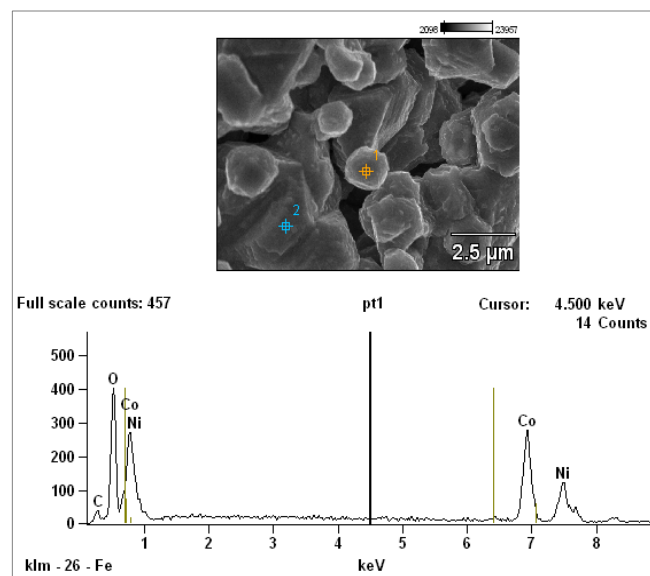 2098 23957
1
2
2.5 µm
Full scale counts: 457 pt1 Cursor: 4.500 keV
14 Counts
500
400
300
200
100
0
O
Co
Ni
C
Co
Ni
1 2 3 4 5 6 7 8
klm - 26 - Fe keV